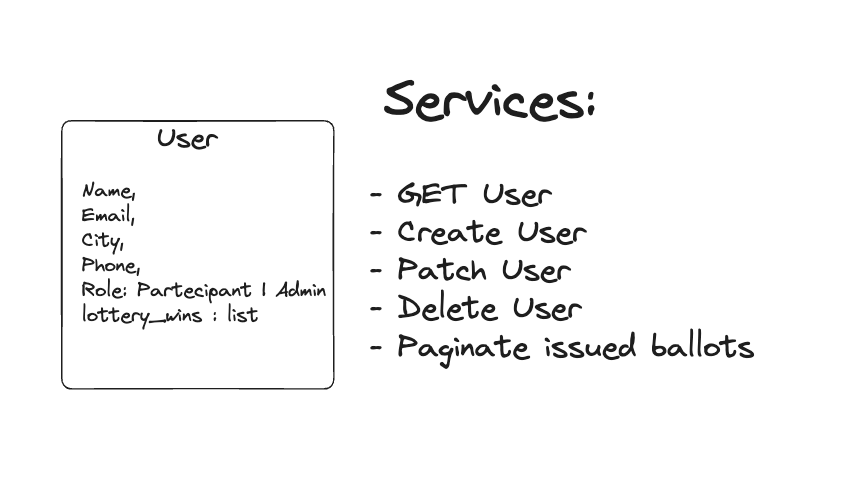 Services:
User
Name,
Email,
City,
Phone,
Role: Partecipant | Admin
lottery_wins : list
- GET User
- Create User
- Patch User
- Delete User
- Paginate issued ballots